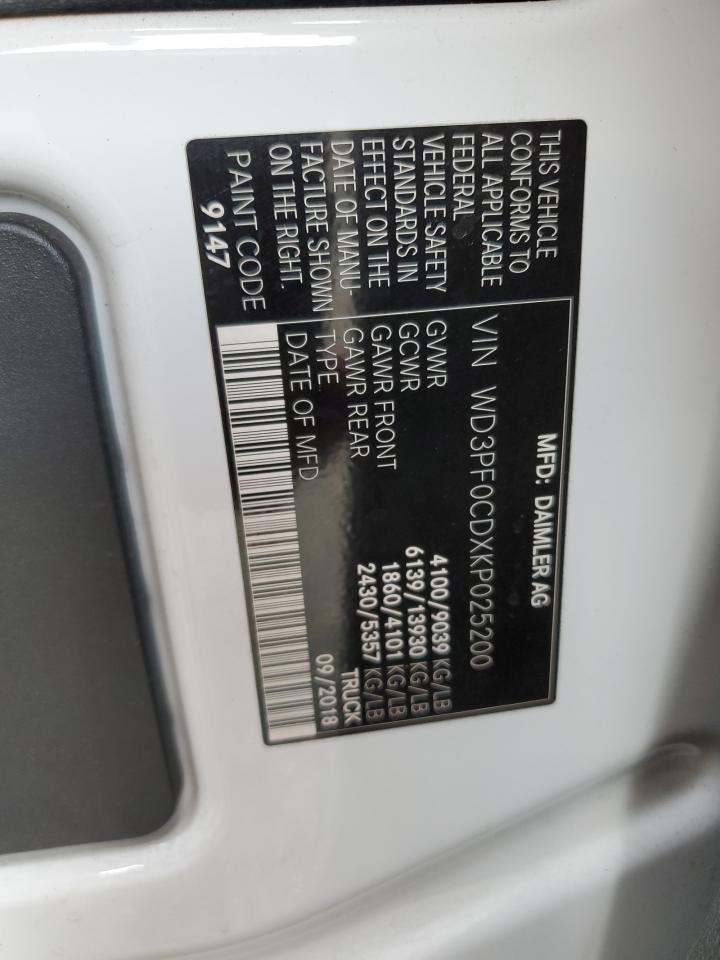 THIS VEHICLE
CONFORMS TO
ALL APPLICABLE
FEDERAL
VEHICLE SAFETY
STANDARDS IN
EFFECT ON THE
DATE OF MANU-
FACTURE SHOWN
ON THE RIGHT.
PAINT CODE
9147
MFD: DAIMLER AG
VIN WD3PF0CDXKP025200
GVWR 4100/9039 KG/LB
GCWR 6139/13930 KG/LB
GAWR FRONT 1860/4101 KG/LB
GAWR REAR 2430/5357 KG/LB
TYPE TRUCK
DATE OF MFD 09/2018